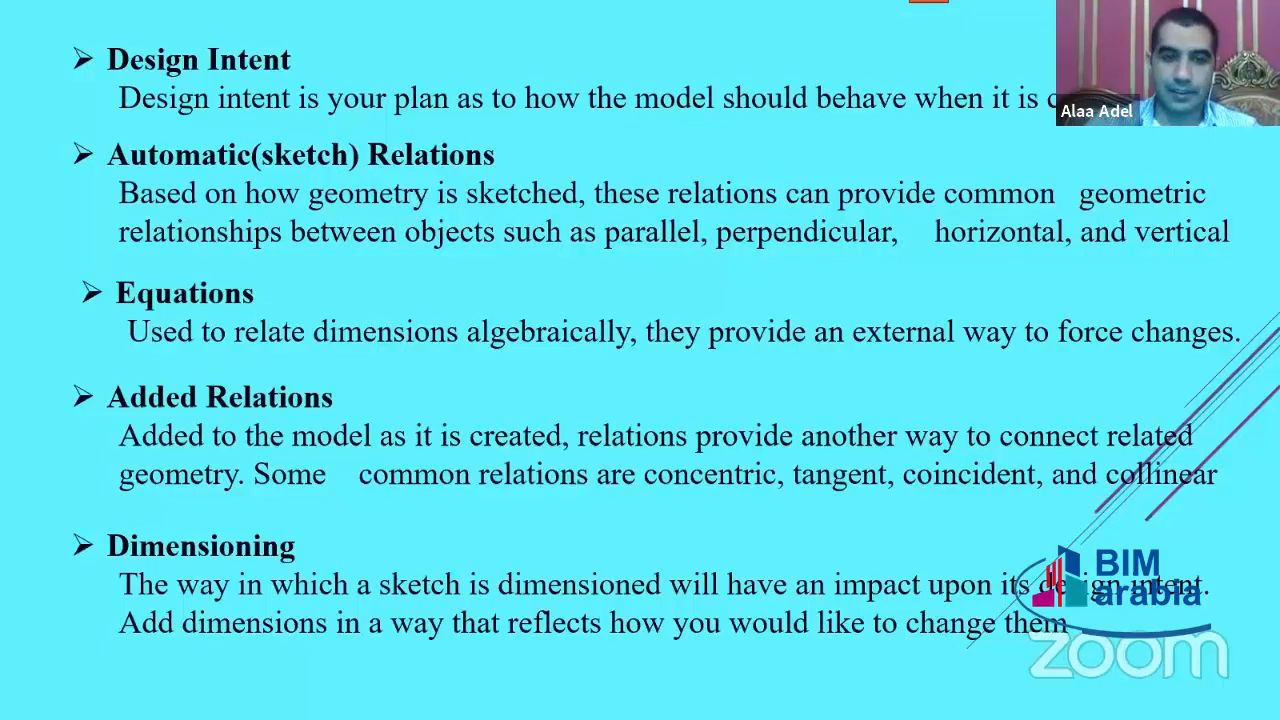 Design Intent
Design intent is your plan as to how the model should behave when it is
Alaa Adel
Automatic(sketch) Relations
Based on how geometry is sketched, these relations can provide common geometric
relationships between objects such as parallel, perpendicular, horizontal, and vertical
Equations
Used to relate dimensions algebraically, they provide an external way to force changes.
Added Relations
Added to the model as it is created, relations provide another way to connect related
geometry. Some common relations are concentric, tangent, coincident, and collinear
Dimensioning
The way in which a sketch is dimensioned will have an impact upon its design intent.
Add dimensions in a way that reflects how you would like to change them
BIM
arabia
zoom